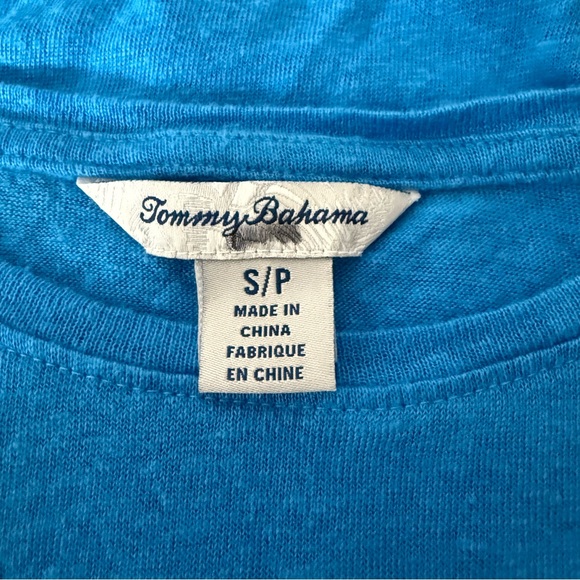 Tommy Bahama
S/P
MADE IN
CHINA
FABRIQUE
EN CHINE